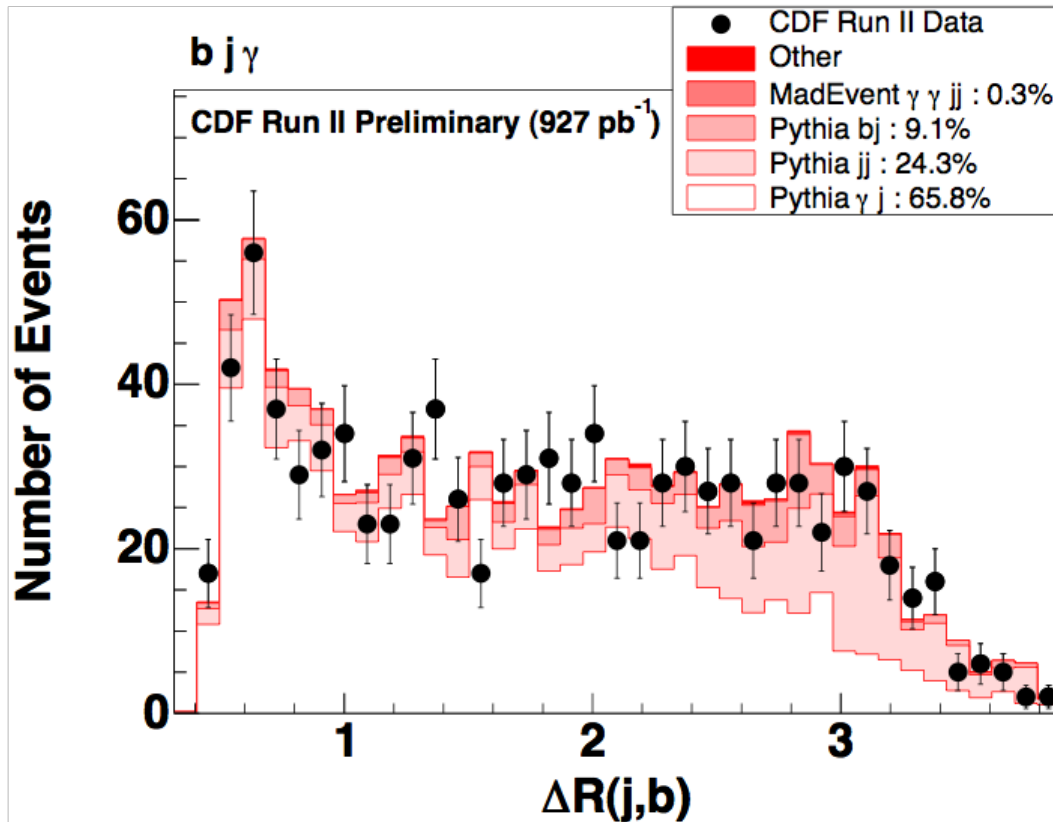 b j γ
CDF Run II Preliminary (927 pb⁻¹)
CDF Run II Data
Other
MadEvent γ γ jj : 0.3%
Pythia bj : 9.1%
Pythia jj : 24.3%
Pythia γ j : 65.8%
Number of Events
60
40
20
0
1 2 3
ΔR(j,b)